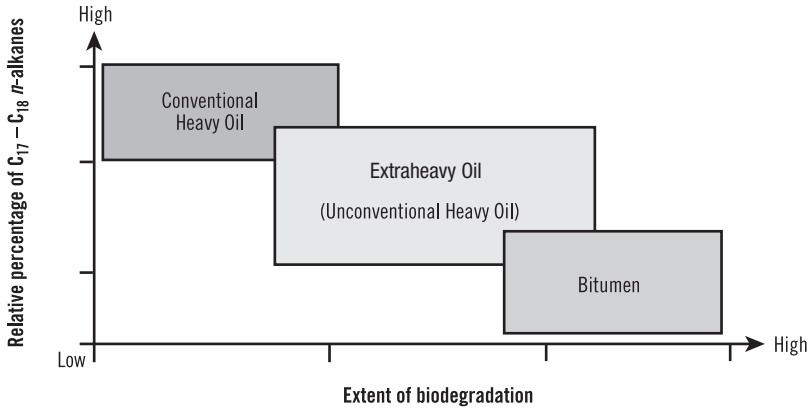 High
Relative percentage of C₁₇ – C₁₈ n-alkanes
Conventional
Heavy Oil
Extraheavy Oil
(Unconventional Heavy Oil)
Bitumen
Low
High
Extent of biodegradation